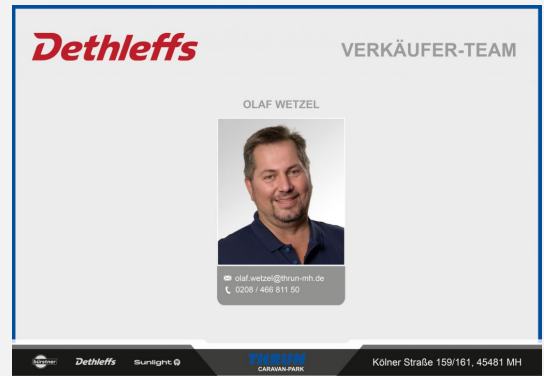 Dethleffs
VERKÄUFER-TEAM
OLAF WETZEL
olaf.wetzel@thrun-mh.de
0208 / 466 811 50
bürstner
Dethleffs
Sunlight
THRUN
CARAVAN-PARK
Kölner Straße 159/161, 45481 MH